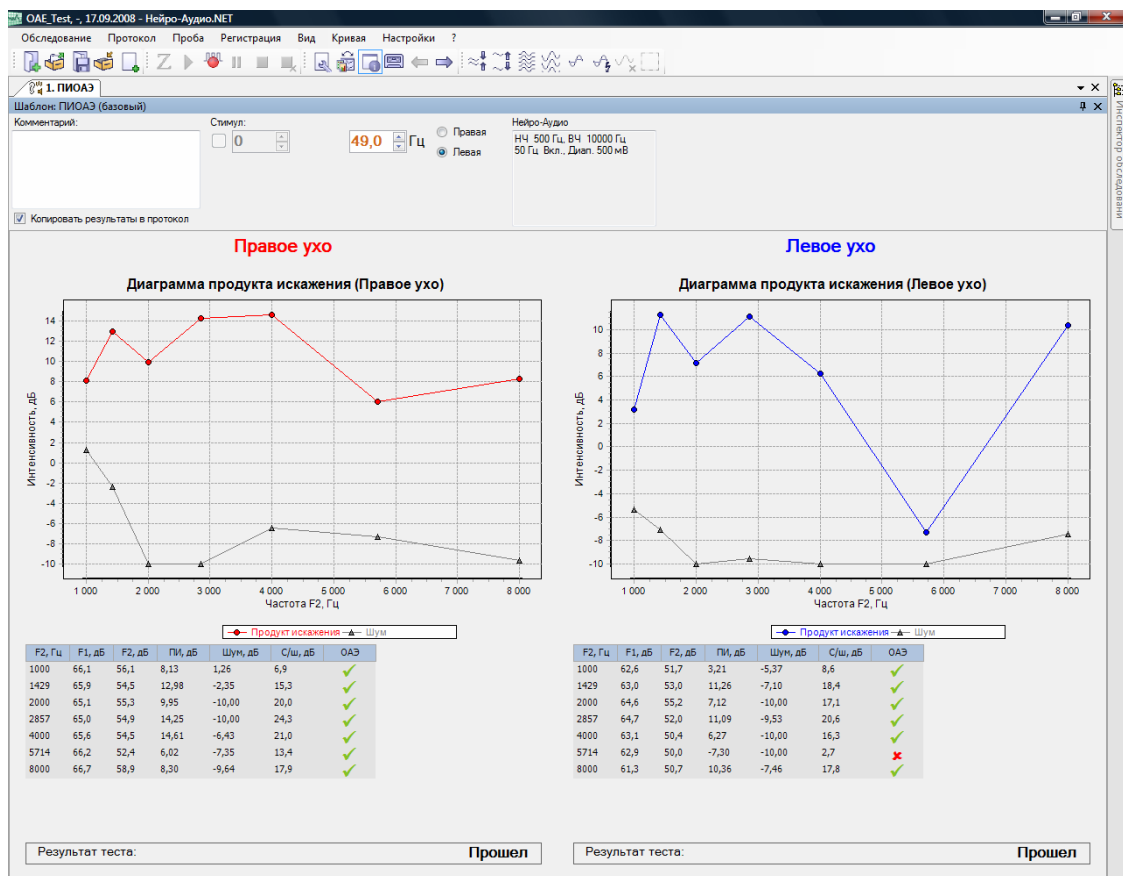 OAE_Test, -, 17.09.2008 - Нейро-Аудио.NET
Обследование Протокол Проба Регистрация Вид Кривая Настройки ?
1. ПИОАЭ
Шаблон: ПИОАЭ (базовый)
Комментарий:
Стимул:
0
49,0 Гц
Правая
Левая
Нейро-Аудио
НЧ 500 Гц, ВЧ 10000 Гц
50 Гц Вкл., Диап. 500 мВ
Копировать результаты в протокол
Инспектор обследовани
Правое ухо
Диаграмма продукта искажения (Правое ухо)
Интенсивность, дБ
14
12
10
8
6
4
2
0
-2
-4
-6
-8
-10
1 000 2 000 3 000 4 000 5 000 6 000 7 000 8 000
Частота F2, Гц
Продукт искажения Шум
F2, Гц F1, дБ F2, дБ ПИ, дБ Шум, дБ С/ш, дБ ОАЭ
1000 66,1 56,1 8,13 1,26 6,9
1429 65,9 54,5 12,98 -2,35 15,3
2000 65,1 55,3 9,95 -10,00 20,0
2857 65,0 54,9 14,25 -10,00 24,3
4000 65,6 54,5 14,61 -6,43 21,0
5714 66,2 52,4 6,02 -7,35 13,4
8000 66,7 58,9 8,30 -9,64 17,9
Результат теста: Прошел
Левое ухо
Диаграмма продукта искажения (Левое ухо)
Интенсивность, дБ
10
8
6
4
2
0
-2
-4
-6
-8
-10
1 000 2 000 3 000 4 000 5 000 6 000 7 000 8 000
Частота F2, Гц
Продукт искажения Шум
F2, Гц F1, дБ F2, дБ ПИ, дБ Шум, дБ С/ш, дБ ОАЭ
1000 62,6 51,7 3,21 -5,37 8,6
1429 63,0 53,0 11,26 -7,10 18,4
2000 64,6 55,2 7,12 -10,00 17,1
2857 64,7 52,0 11,09 -9,53 20,6
4000 63,1 50,4 6,27 -10,00 16,3
5714 62,9 50,0 -7,30 -10,00 2,7
8000 61,3 50,7 10,36 -7,46 17,8
Результат теста: Прошел